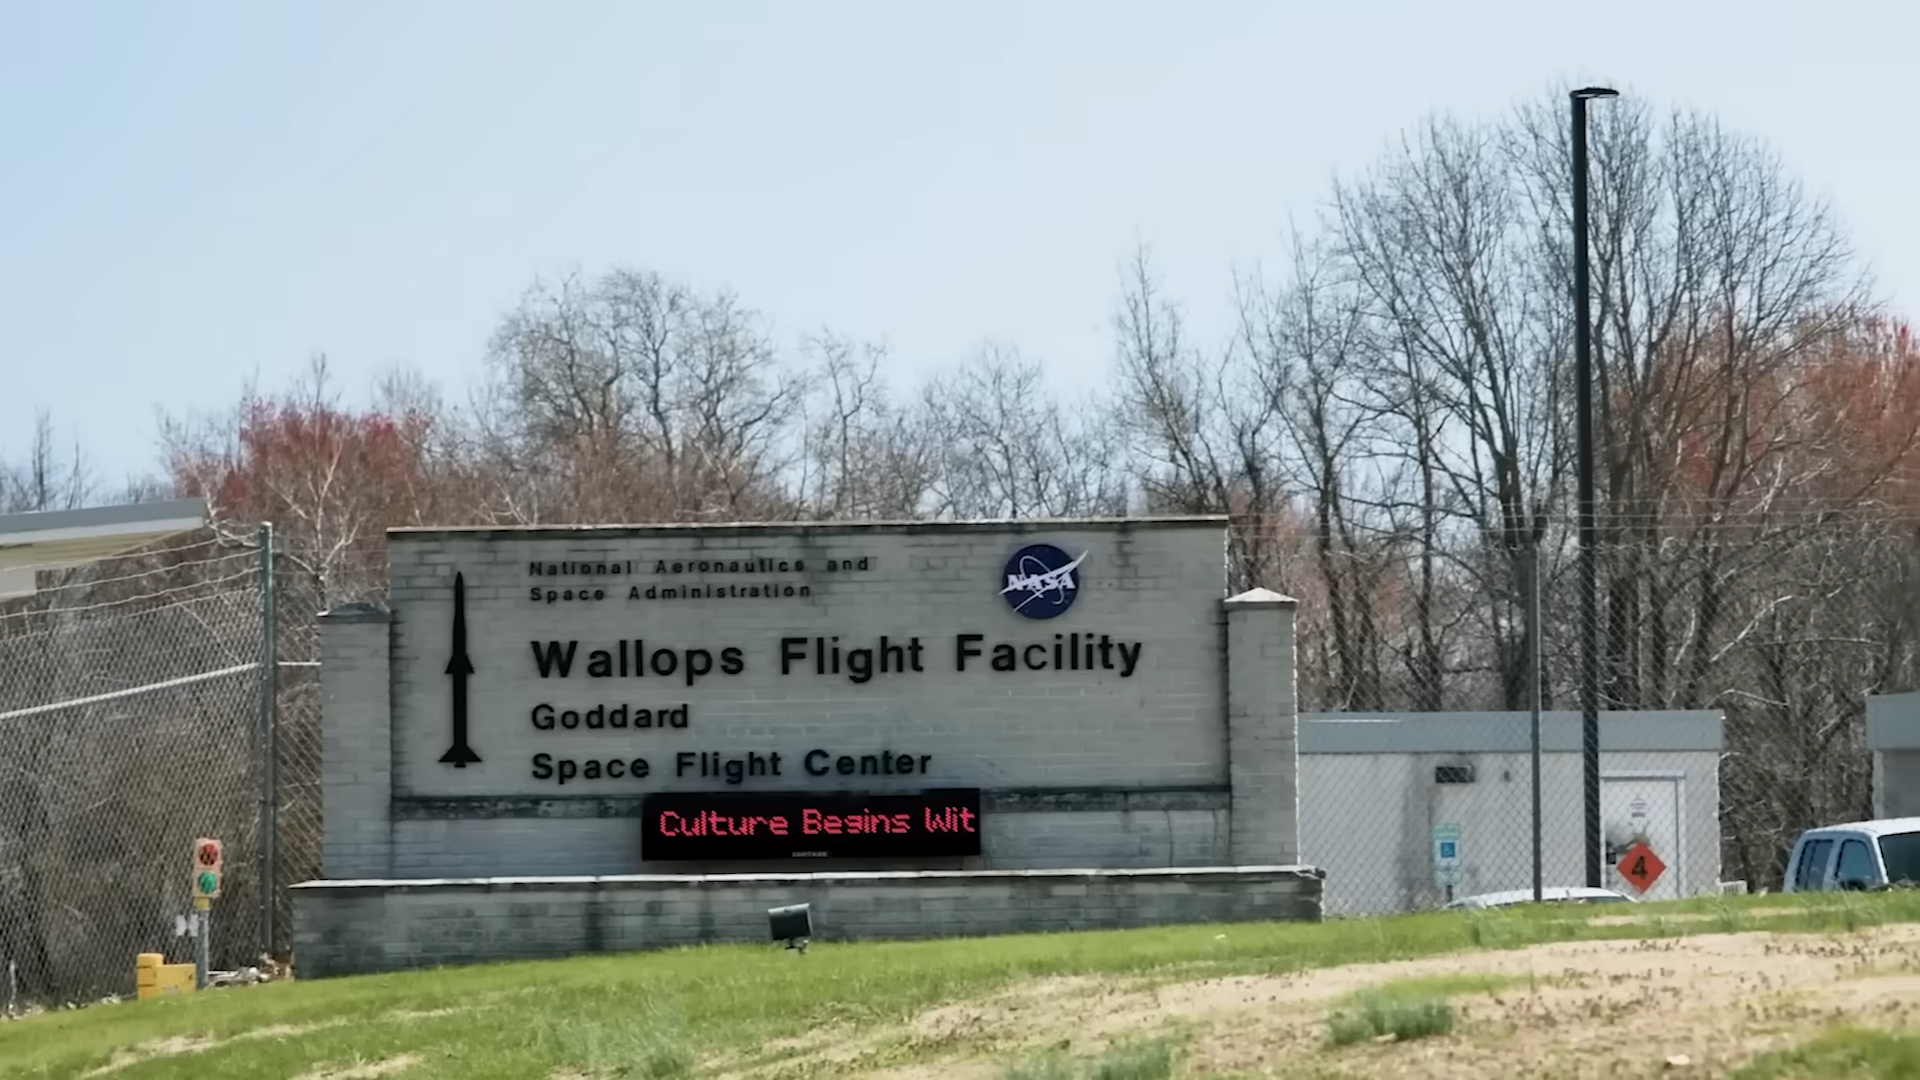 National Aeronautics and
Space Administration
NASA
Wallops Flight Facility
Goddard
Space Flight Center
Culture Begins Wit
4